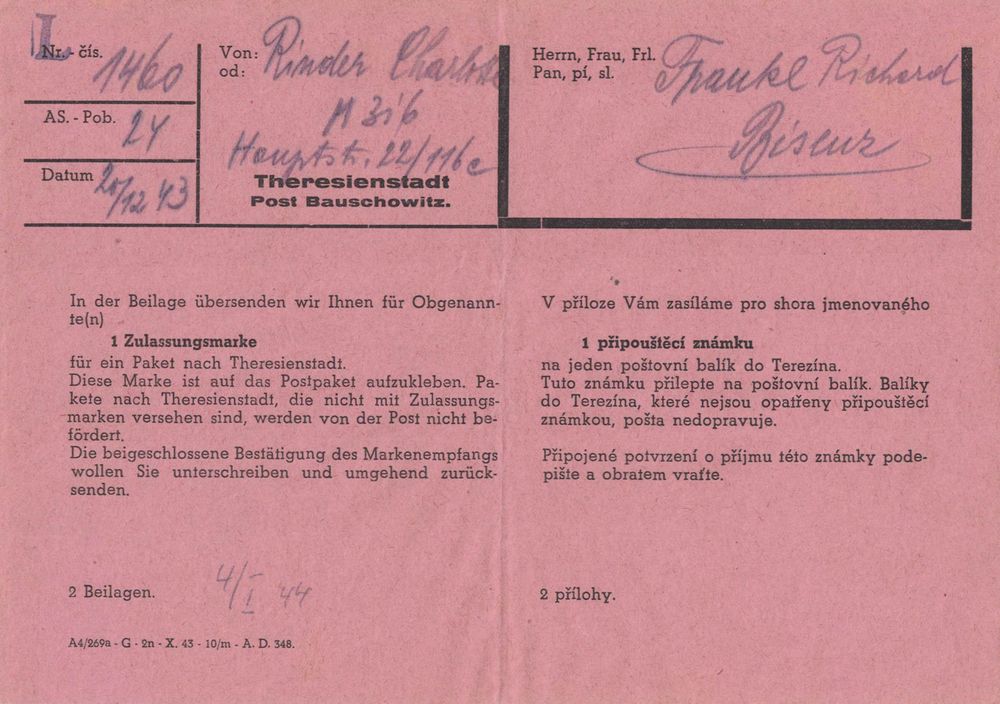 L
Nr. - čís. 1460
AS. - Pob. 24
Datum 20/12 43
Von: Rinder Charlotte
od:
Hauptstr. 22/116c
Theresienstadt
Post Bauschowitz.
Herrn, Frau, Frl. Frankl Richard
Pan, pí, sl.
Bisenz
In der Beilage übersenden wir Ihnen für Obgenann-
te(n)
1 Zulassungsmarke
für ein Paket nach Theresienstadt.
Diese Marke ist auf das Postpaket aufzukleben. Pa-
kete nach Theresienstadt, die nicht mit Zulassungs-
marken versehen sind, werden von der Post nicht be-
fördert.
Die beigeschlossene Bestätigung des Markenempfangs
wollen Sie unterschreiben und umgehend zurück-
senden.
2 Beilagen.
4/I 44
A4/269a - G - 2n - X. 43 - 10/m - A. D. 348.
V příloze Vám zasíláme pro shora jmenovaného
1 připouštěcí známku
na jeden poštovní balík do Terezína.
Tuto známku přilepte na poštovní balík. Balíky
do Terezína, které nejsou opatřeny připouštěcí
známkou, pošta nedopravuje.
Připojené potvrzení o příjmu této známky pode-
pište a obratem vraťte.
2 přílohy.